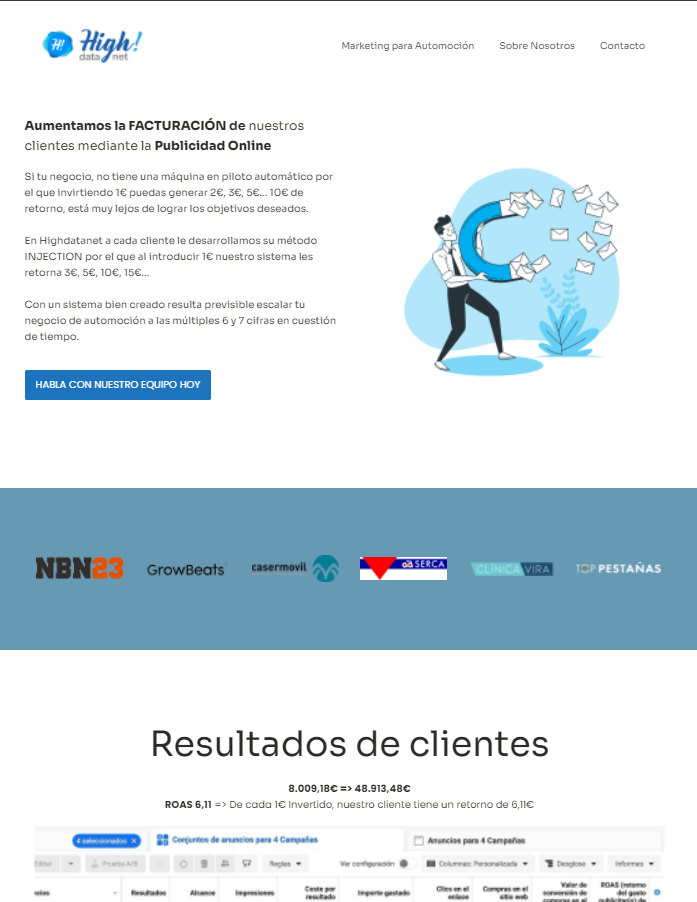 H! High!
data net
Marketing para Automoción Sobre Nosotros Contacto
Aumentamos la FACTURACIÓN de nuestros
clientes mediante la Publicidad Online
Si tu negocio, no tiene una máquina en piloto automático por
el que invirtiendo 1€ puedas generar 2€, 3€, 5€... 10€ de
retorno, está muy lejos de lograr los objetivos deseados.
En Highdatanet a cada cliente le desarrollamos su método
INJECTION por el que al introducir 1€ nuestro sistema les
retorna 3€, 5€, 10€, 15€...
Con un sistema bien creado resulta previsible escalar tu
negocio de automoción a las múltiples 6 y 7 cifras en cuestión
de tiempo.
HABLA CON NUESTRO EQUIPO HOY
NBN23 GrowBeats casermovil SERCA CLÍNICA VIRA TOP PESTAÑAS
Resultados de clientes
8.009,18€ => 48.913,48€
ROAS 6,11 => De cada 1€ Invertido, nuestro cliente tiene un retorno de 6,11€
4 seleccionados × Conjuntos de anuncios para 4 Campañas Anuncios para 4 Campañas
Editar Prueba A/B Reglas Ver configuración Columnas: Personalizada Desglose Informes
Resultados Alcance Impresiones Coste por Importe gastado Clics en el Compras en el Valor de ROAS (retorno
resultado enlace sitio web conversión de del gasto
compras en el publicitario) de